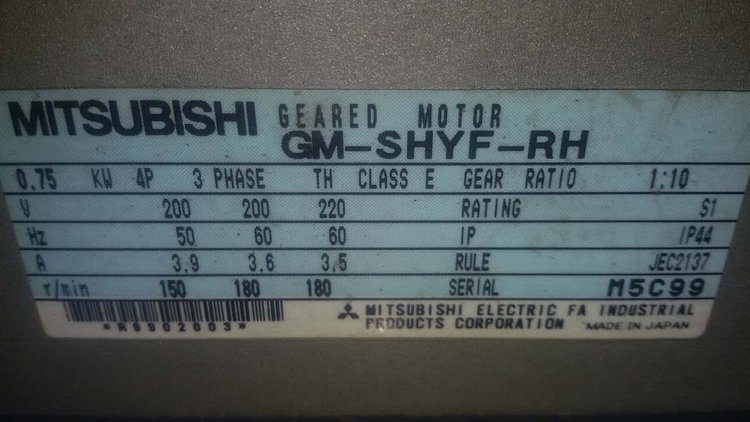 MITSUBISHI GEARED MOTOR
GM-SHYF-RH
0.75 KW 4P 3 PHASE TH CLASS E GEAR RATIO 1:10
V 200 200 220 RATING S1
Hz 50 60 60 IP IP44
A 3.9 3.6 3.5 RULE JEC2137
r/min 150 180 180 SERIAL M5C99
*M9902003*
MITSUBISHI ELECTRIC FA INDUSTRIAL
PRODUCTS CORPORATION MADE IN JAPAN